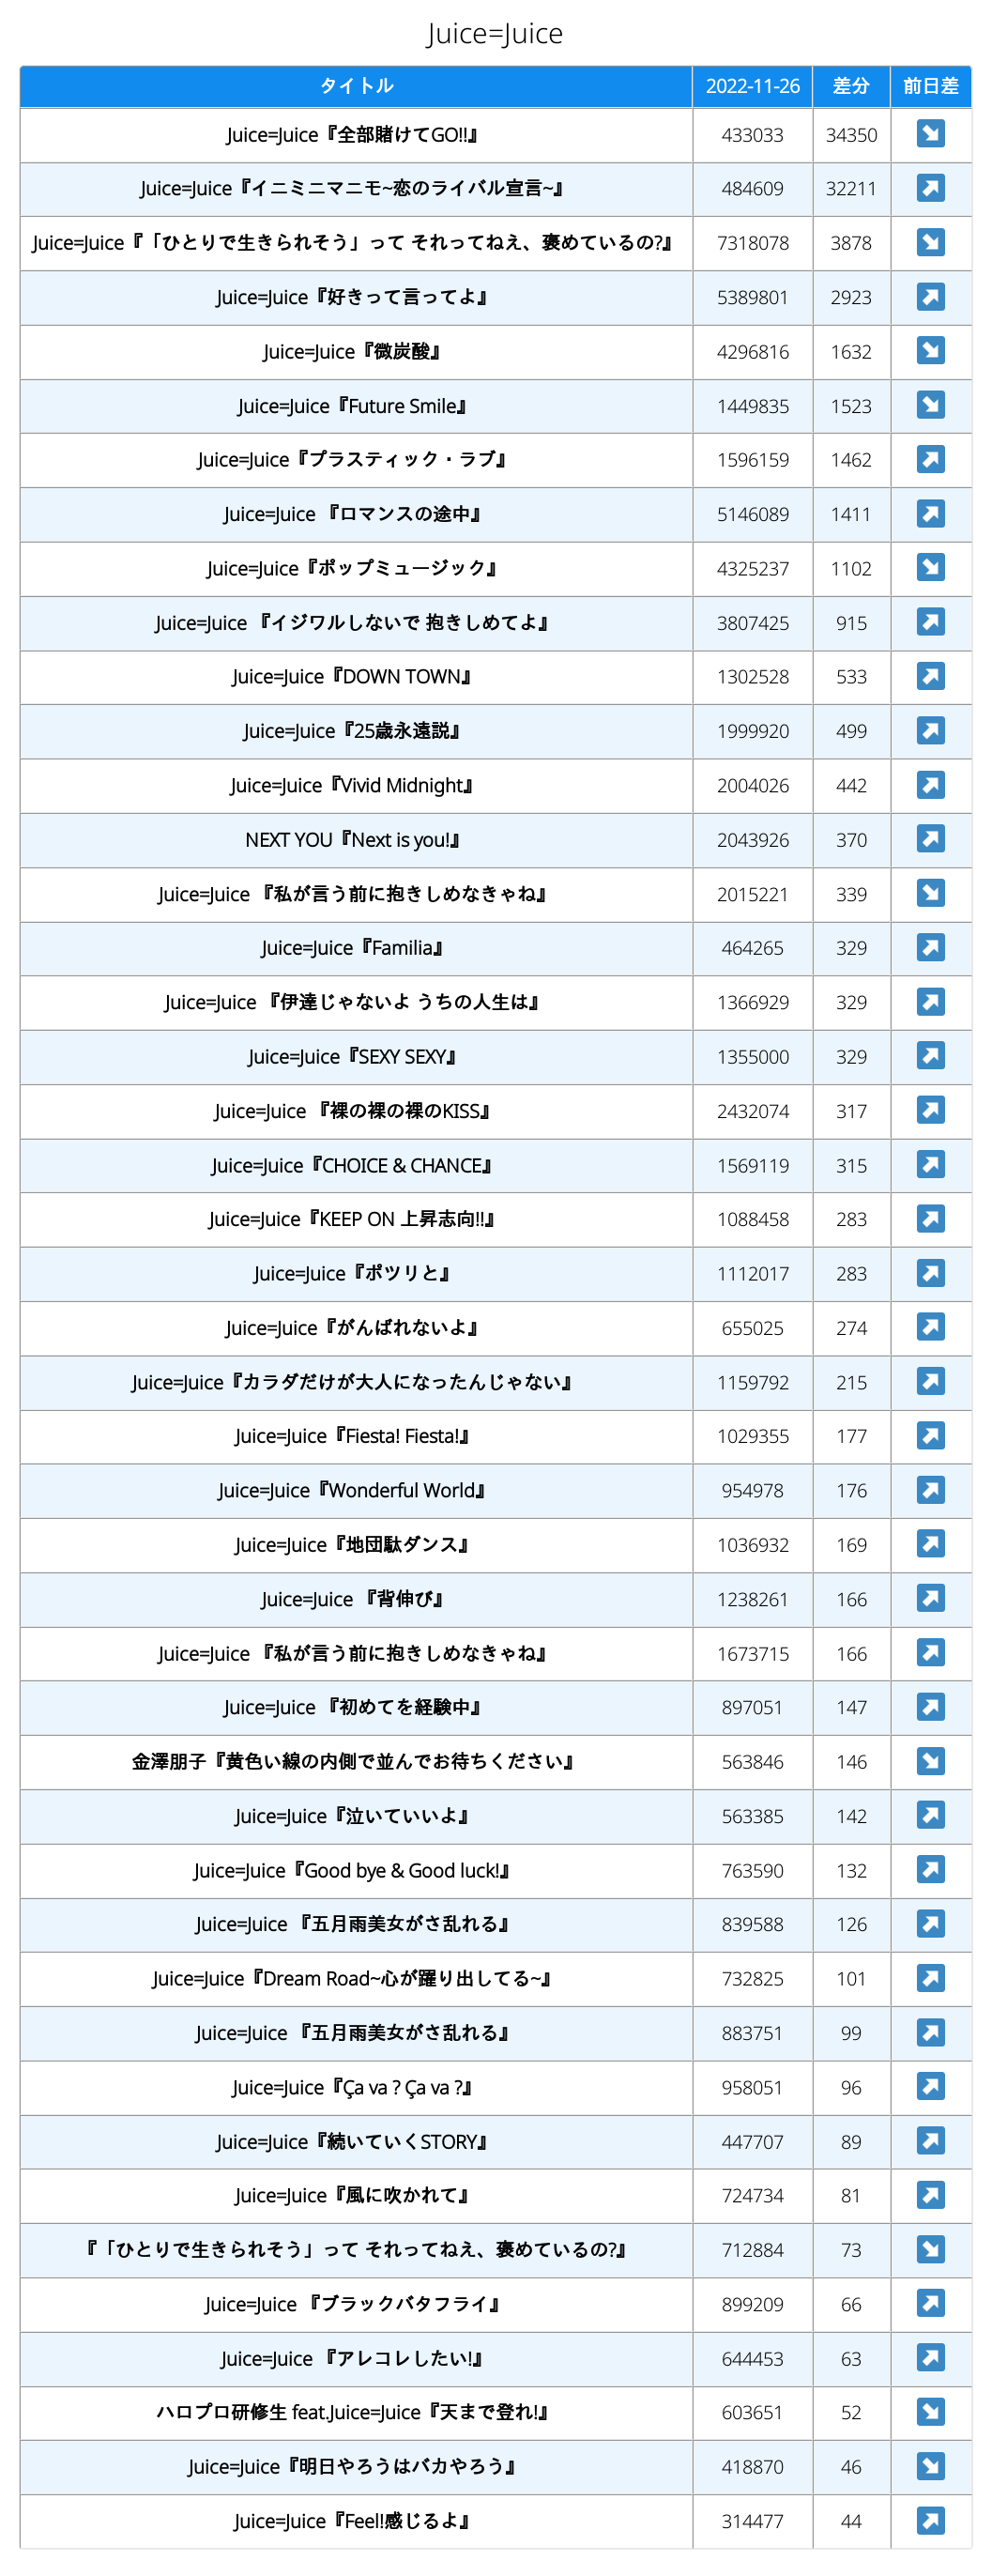 Juice=Juice
タイトル 2022-11-26 差分 前日差
Juice=Juice『全部賭けてGO!!』 433033 34350 ↘
Juice=Juice『イニミニマニモ~恋のライバル宣言~』 484609 32211 ↗
Juice=Juice『「ひとりで生きられそう」って それってねえ、褒めているの?』 7318078 3878 ↘
Juice=Juice『好きって言ってよ』 5389801 2923 ↗
Juice=Juice『微炭酸』 4296816 1632 ↘
Juice=Juice『Future Smile』 1449835 1523 ↘
Juice=Juice『プラスティック・ラブ』 1596159 1462 ↗
Juice=Juice 『ロマンスの途中』 5146089 1411 ↗
Juice=Juice『ポップミュージック』 4325237 1102 ↘
Juice=Juice 『イジワルしないで 抱きしめてよ』 3807425 915 ↗
Juice=Juice『DOWN TOWN』 1302528 533 ↗
Juice=Juice『25歳永遠説』 1999920 499 ↗
Juice=Juice『Vivid Midnight』 2004026 442 ↗
NEXT YOU『Next is you!』 2043926 370 ↗
Juice=Juice 『私が言う前に抱きしめなきゃね』 2015221 339 ↘
Juice=Juice『Familia』 464265 329 ↗
Juice=Juice 『伊達じゃないよ うちの人生は』 1366929 329 ↗
Juice=Juice『SEXY SEXY』 1355000 329 ↗
Juice=Juice 『裸の裸の裸のKISS』 2432074 317 ↗
Juice=Juice『CHOICE & CHANCE』 1569119 315 ↗
Juice=Juice『KEEP ON 上昇志向!!』 1088458 283 ↗
Juice=Juice『ポツリと』 1112017 283 ↗
Juice=Juice『がんばれないよ』 655025 274 ↗
Juice=Juice『カラダだけが大人になったんじゃない』 1159792 215 ↗
Juice=Juice『Fiesta! Fiesta!』 1029355 177 ↗
Juice=Juice『Wonderful World』 954978 176 ↗
Juice=Juice『地団駄ダンス』 1036932 169 ↗
Juice=Juice 『背伸び』 1238261 166 ↗
Juice=Juice 『私が言う前に抱きしめなきゃね』 1673715 166 ↗
Juice=Juice 『初めてを経験中』 897051 147 ↗
金澤朋子『黄色い線の内側で並んでお待ちください』 563846 146 ↘
Juice=Juice『泣いていいよ』 563385 142 ↗
Juice=Juice『Good bye & Good luck!』 763590 132 ↗
Juice=Juice 『五月雨美女がさ乱れる』 839588 126 ↗
Juice=Juice『Dream Road~心が躍り出してる~』 732825 101 ↗
Juice=Juice 『五月雨美女がさ乱れる』 883751 99 ↗
Juice=Juice『Ça va ? Ça va ?』 958051 96 ↗
Juice=Juice『続いていくSTORY』 447707 89 ↗
Juice=Juice『風に吹かれて』 724734 81 ↗
『「ひとりで生きられそう」って それってねえ、褒めているの?』 712884 73 ↘
Juice=Juice 『ブラックバタフライ』 899209 66 ↗
Juice=Juice 『アレコレしたい!』 644453 63 ↗
ハロプロ研修生 feat.Juice=Juice『天まで登れ!』 603651 52 ↘
Juice=Juice『明日やろうはバカやろう』 418870 46 ↘
Juice=Juice『Feel!感じるよ』 314477 44 ↗